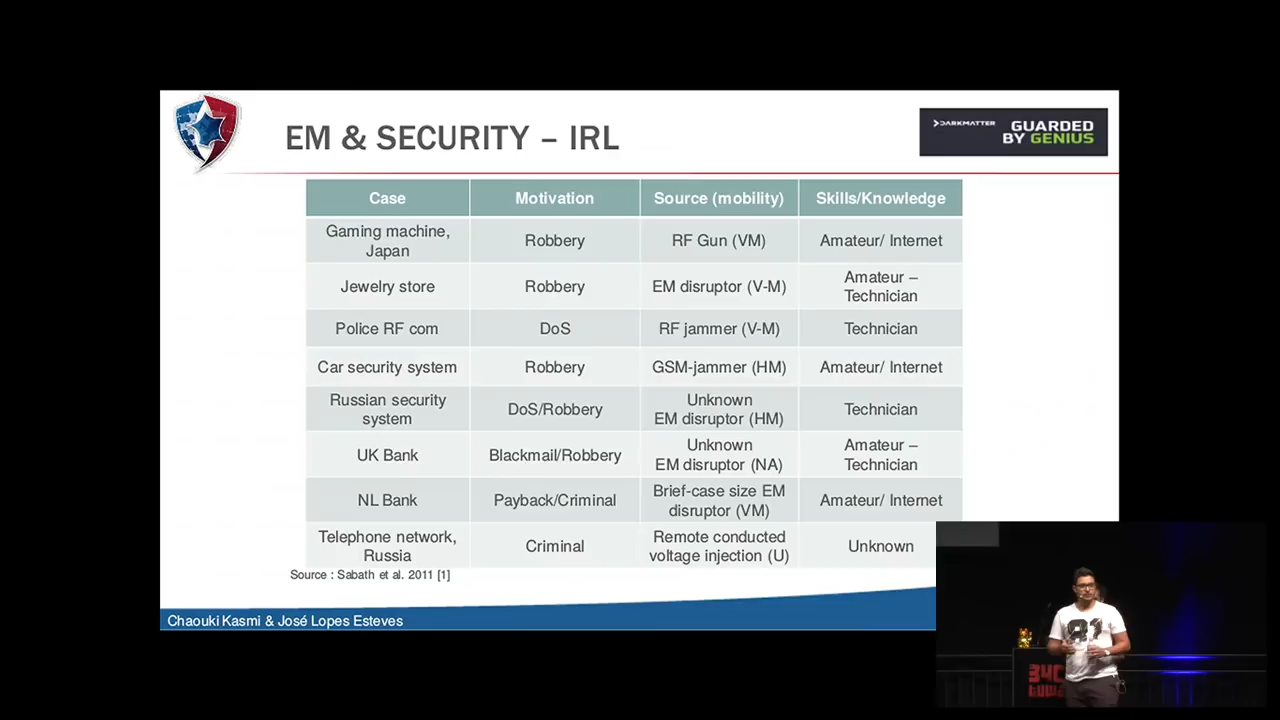 EM & SECURITY – IRL
DARKMATTER
GUARDED
BY GENIUS
Case Motivation Source (mobility) Skills/Knowledge
Gaming machine,
Japan
Robbery
RF Gun (VM)
Amateur/ Internet
Jewelry store
Robbery
EM disruptor (V-M)
Amateur –
Technician
Police RF com
DoS
RF jammer (V-M)
Technician
Car security system
Robbery
GSM-jammer (HM)
Amateur/ Internet
Russian security
system
DoS/Robbery
Unknown
EM disruptor (HM)
Technician
UK Bank
Blackmail/Robbery
Unknown
EM disruptor (NA)
Amateur –
Technician
NL Bank
Payback/Criminal
Brief-case size EM
disruptor (VM)
Amateur/ Internet
Telephone network,
Russia
Criminal
Remote conducted
voltage injection (U)
Unknown
Source : Sabath et al. 2011 [1]
Chaouki Kasmi & José Lopes Esteves
81
34C